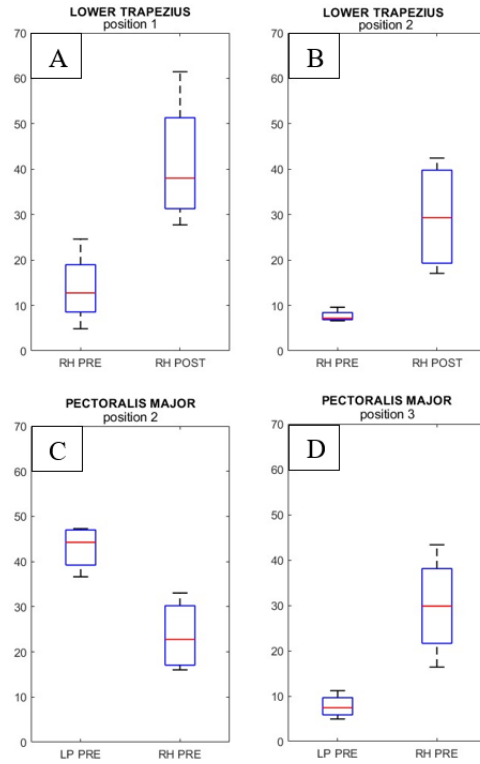 LOWER TRAPEZIUS
position 1
A
70
60
50
40
30
20
10
0
RH PRE RH POST
LOWER TRAPEZIUS
position 2
B
70
60
50
40
30
20
10
0
RH PRE RH POST
PECTORALIS MAJOR
position 2
C
70
60
50
40
30
20
10
0
LP PRE RH PRE
PECTORALIS MAJOR
position 3
D
70
60
50
40
30
20
10
0
LP PRE RH PRE